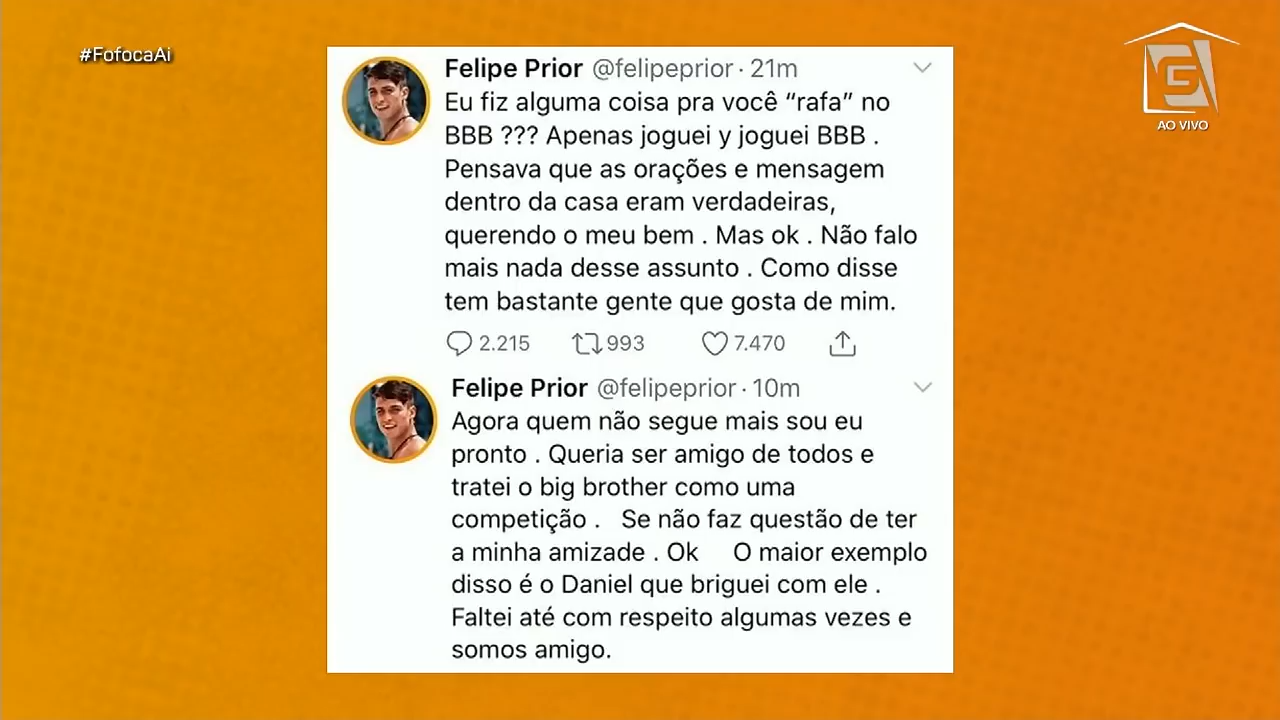 #FofocaAi
G
AO VIVO
Felipe Prior @felipeprior · 21m
Eu fiz alguma coisa pra você “rafa” no
BBB ??? Apenas joguei y joguei BBB .
Pensava que as orações e mensagem
dentro da casa eram verdadeiras,
querendo o meu bem . Mas ok . Não falo
mais nada desse assunto . Como disse
tem bastante gente que gosta de mim.
2.215 993 7.470
Felipe Prior @felipeprior · 10m
Agora quem não segue mais sou eu
pronto . Queria ser amigo de todos e
tratei o big brother como uma
competição .   Se não faz questão de ter
a minha amizade . Ok     O maior exemplo
disso é o Daniel que briguei com ele .
Faltei até com respeito algumas vezes e
somos amigo.